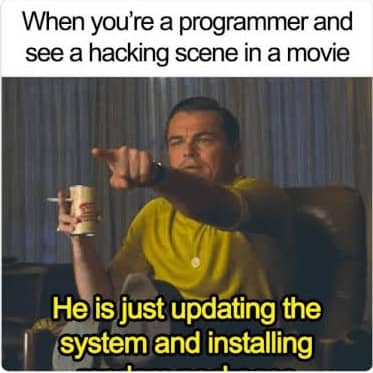 When you're a programmer and
see a hacking scene in a movie
He is just updating the
system and installing